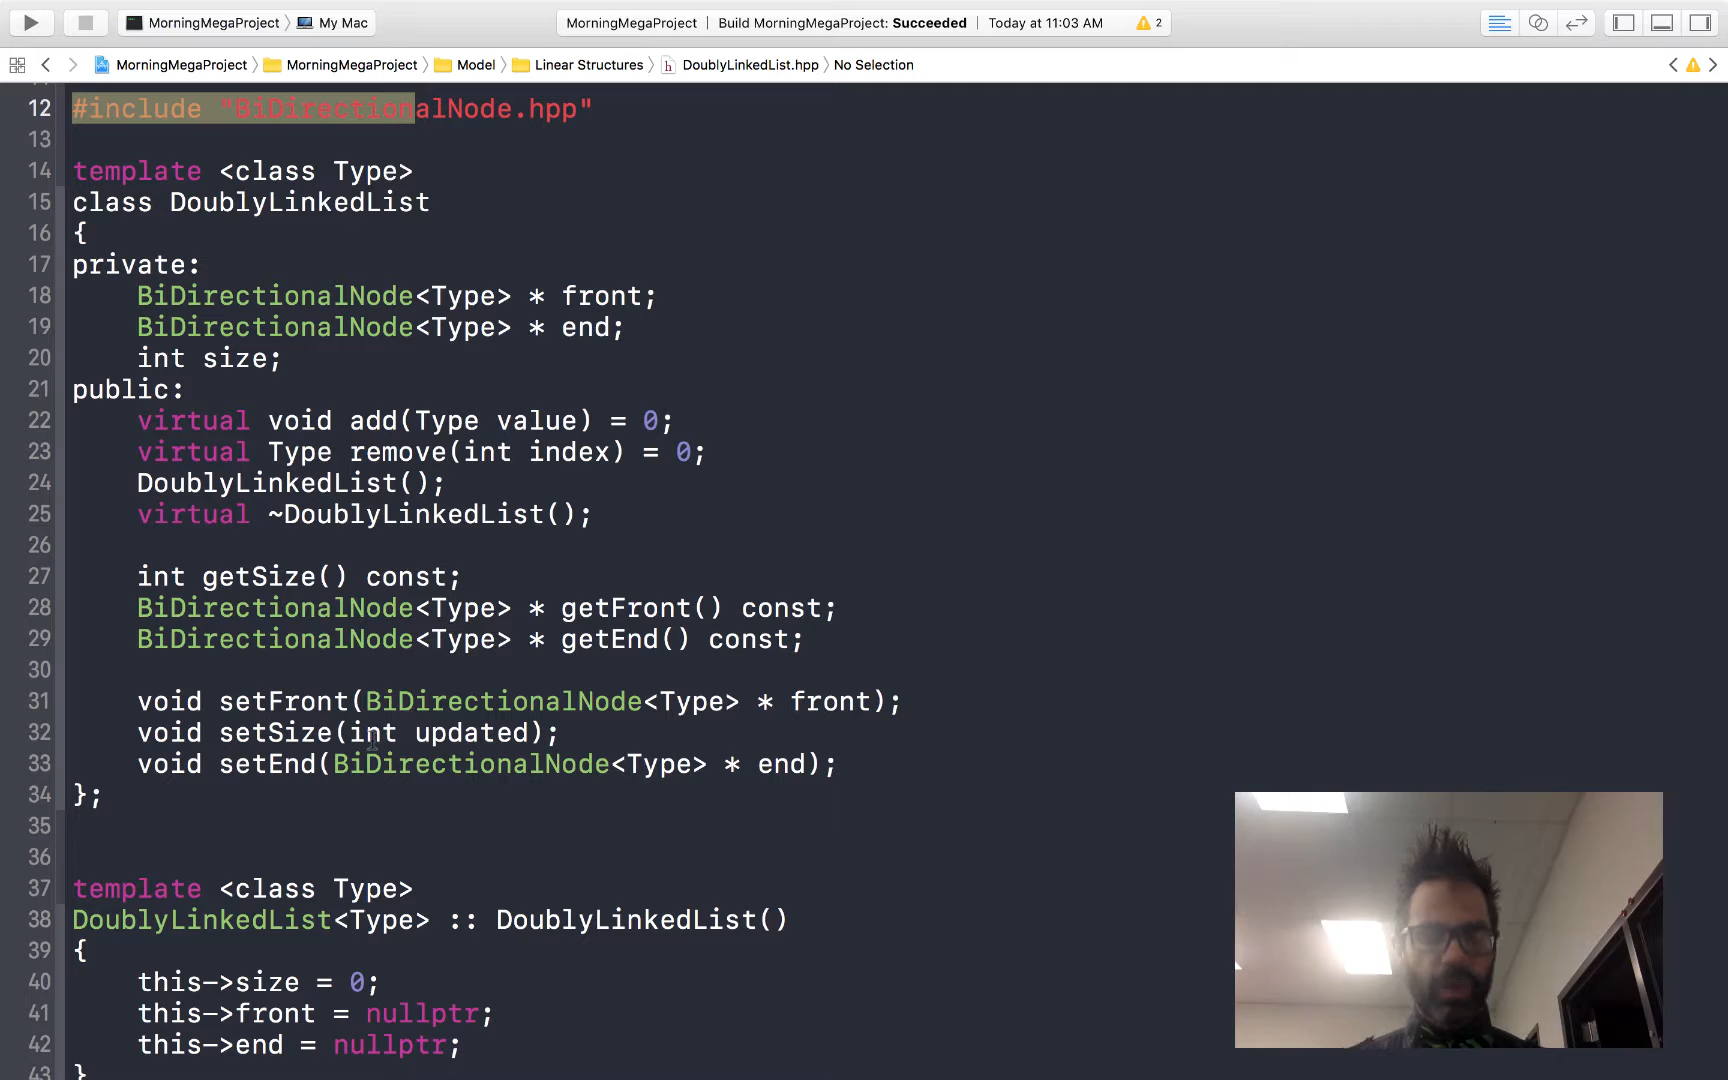 MorningMegaProject 〉 My Mac
MorningMegaProject | Build MorningMegaProject: Succeeded | Today at 11:03 AM 2
MorningMegaProject 〉 MorningMegaProject 〉 Model 〉 Linear Structures 〉 h DoublyLinkedList.hpp 〉 No Selection
12 #include "BiDirectionalNode.hpp"
13
14 template <class Type>
15 class DoublyLinkedList
16 {
17 private:
18 BiDirectionalNode<Type> * front;
19 BiDirectionalNode<Type> * end;
20 int size;
21 public:
22 virtual void add(Type value) = 0;
23 virtual Type remove(int index) = 0;
24 DoublyLinkedList();
25 virtual ~DoublyLinkedList();
26
27 int getSize() const;
28 BiDirectionalNode<Type> * getFront() const;
29 BiDirectionalNode<Type> * getEnd() const;
30
31 void setFront(BiDirectionalNode<Type> * front);
32 void setSize(int updated);
33 void setEnd(BiDirectionalNode<Type> * end);
34 };
35
36
37 template <class Type>
38 DoublyLinkedList<Type> :: DoublyLinkedList()
39 {
40 this->size = 0;
41 this->front = nullptr;
42 this->end = nullptr;
43 }